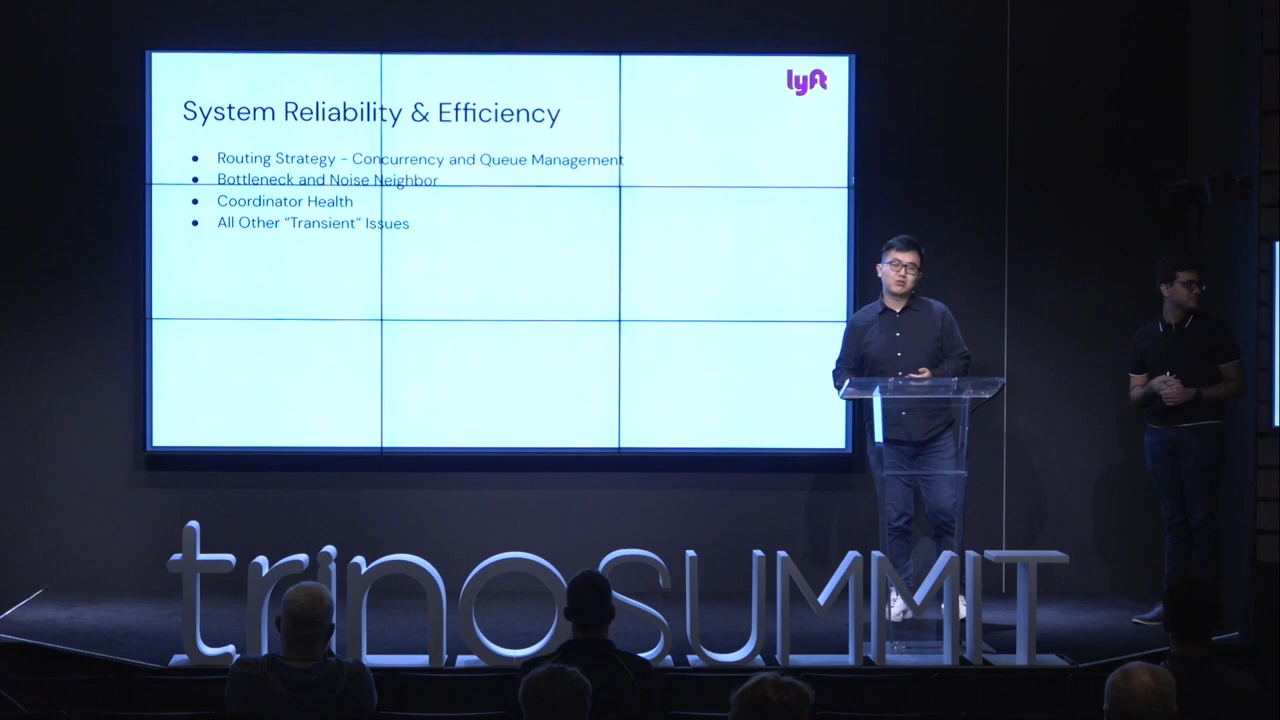 lyft
System Reliability & Efficiency
● Routing Strategy - Concurrency and Queue Management
● Bottleneck and Noise Neighbor
● Coordinator Health
● All Other “Transient” Issues
trinoSUMMIT